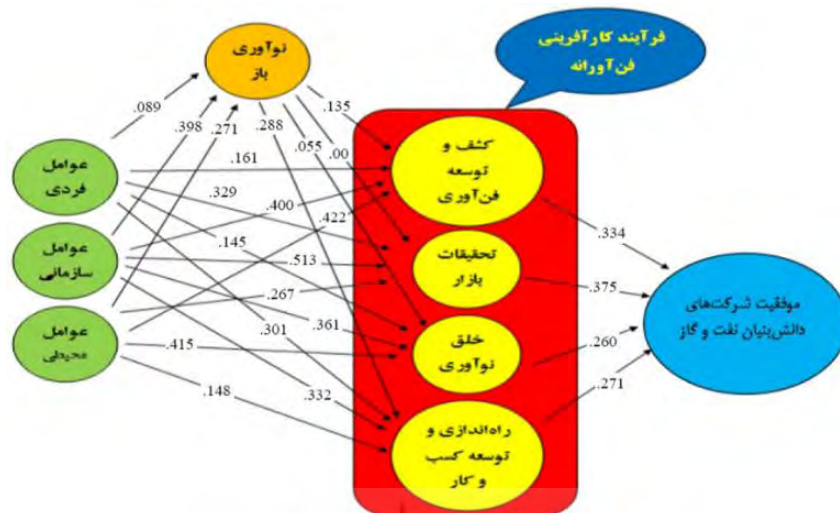 نوآوری
باز
فرآیند کارآفرینی
فن‌آورانه
.089
.398
.271
.288
.055
.00
.135
عوامل
فردی
.161
.329
.400
.422
کشف و
توسعه
فن‌آوری
.334
عوامل
سازمانی
.145
.513
.267
تحقیقات
بازار
.375
موفقیت شرکت‌های
دانش‌بنیان نفت و گاز
عوامل
محیطی
.301
.361
.415
خلق
نوآوری
.260
.148
.332
.271
راه‌اندازی و
توسعه کسب
و کار